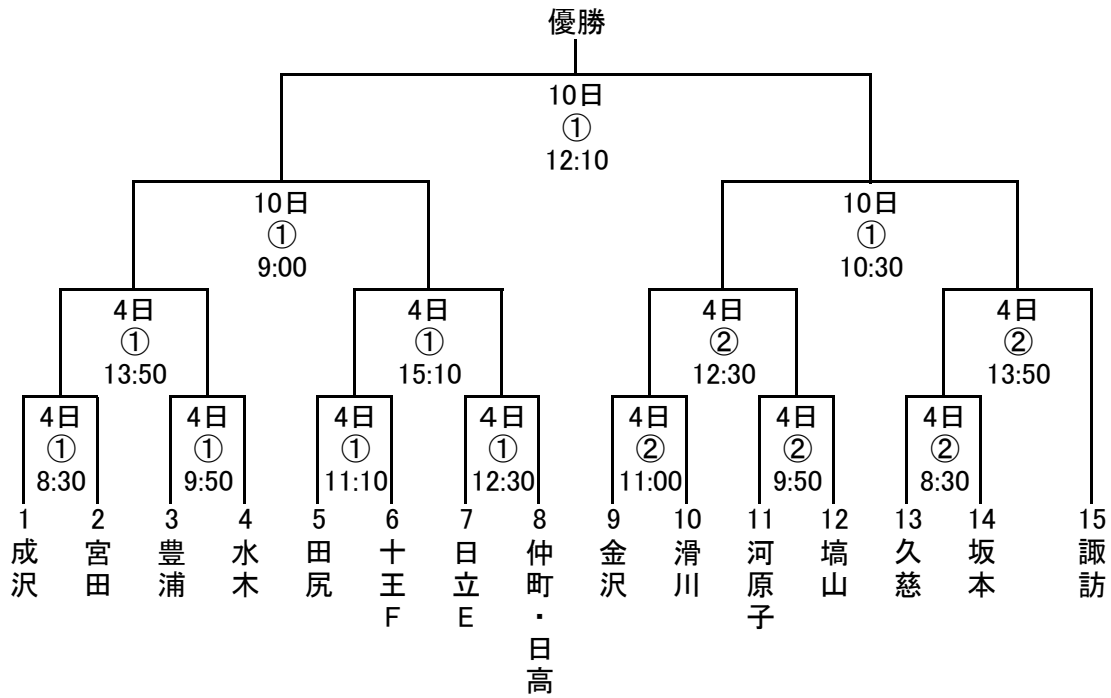 優勝
10日
①
12:10
10日
①
9:00
10日
①
10:30
4日
①
13:50
4日
①
15:10
4日
②
12:30
4日
②
13:50
4日
①
8:30
4日
①
9:50
4日
①
11:10
4日
①
12:30
4日
②
11:00
4日
②
9:50
4日
②
8:30
1
成沢
2
宮田
3
豊浦
4
水木
5
田尻
6
十王F
7
日立E
8
仲町・日高
9
金沢
10
滑川
11
河原子
12
塙山
13
久慈
14
坂本
15
諏訪